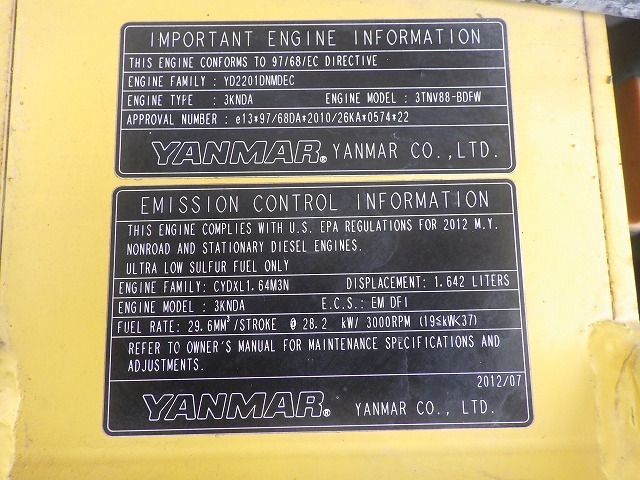 IMPORTANT ENGINE INFORMATION
THIS ENGINE CONFORMS TO 97/68/EC DIRECTIVE
ENGINE FAMILY : YD2201DNMDEC
ENGINE TYPE : 3KNDA ENGINE MODEL : 3TNV88-BDFW
APPROVAL NUMBER : e13*97/68DA*2010/26KA*0574*22
YANMAR® YANMAR CO.,LTD.
EMISSION CONTROL INFORMATION
THIS ENGINE COMPLIES WITH U.S. EPA REGULATIONS FOR 2012 M.Y.
NONROAD AND STATIONARY DIESEL ENGINES.
ULTRA LOW SULFUR FUEL ONLY
ENGINE FAMILY: CYDXL1.64M3N DISPLACEMENT: 1.642 LITERS
ENGINE MODEL : 3KNDA E.C.S.: EM DFI
FUEL RATE: 29.6MM³/STROKE @ 28.2 kW/ 3000RPM (19≤kW<37)
REFER TO OWNER'S MANUAL FOR MAINTENANCE SPECIFICATIONS AND
ADJUSTMENTS.
2012/07
YANMAR® YANMAR CO., LTD.